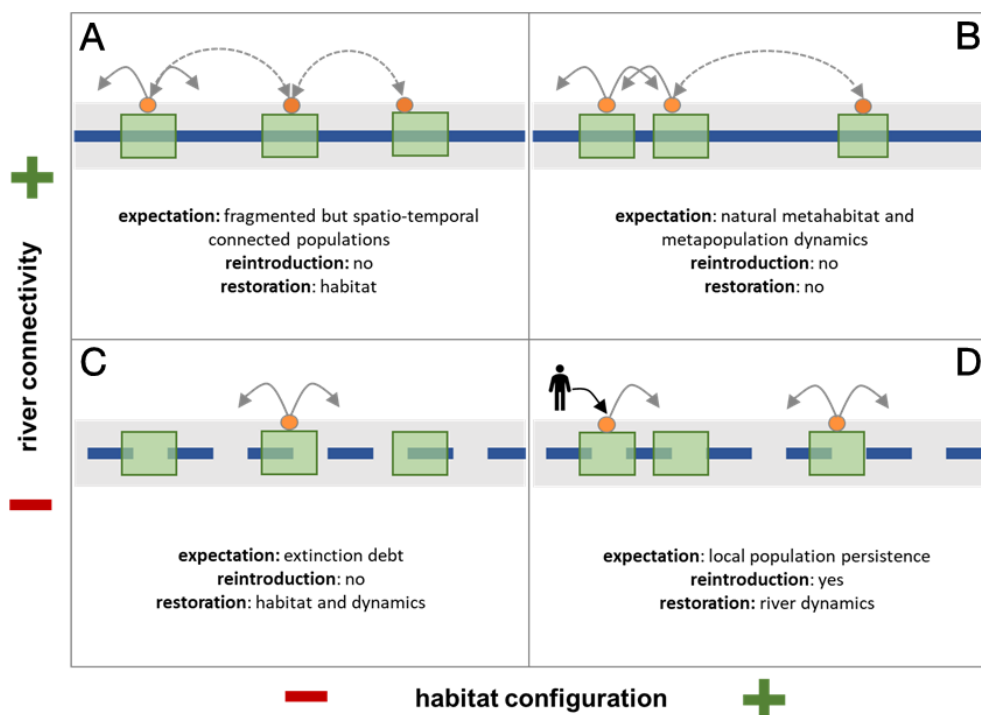 A
expectation: fragmented but spatio-temporal
connected populations
reintroduction: no
restoration: habitat
B
expectation: natural metahabitat and
metapopulation dynamics
reintroduction: no
restoration: no
river connectivity
C
expectation: extinction debt
reintroduction: no
restoration: habitat and dynamics
D
expectation: local population persistence
reintroduction: yes
restoration: river dynamics
habitat configuration